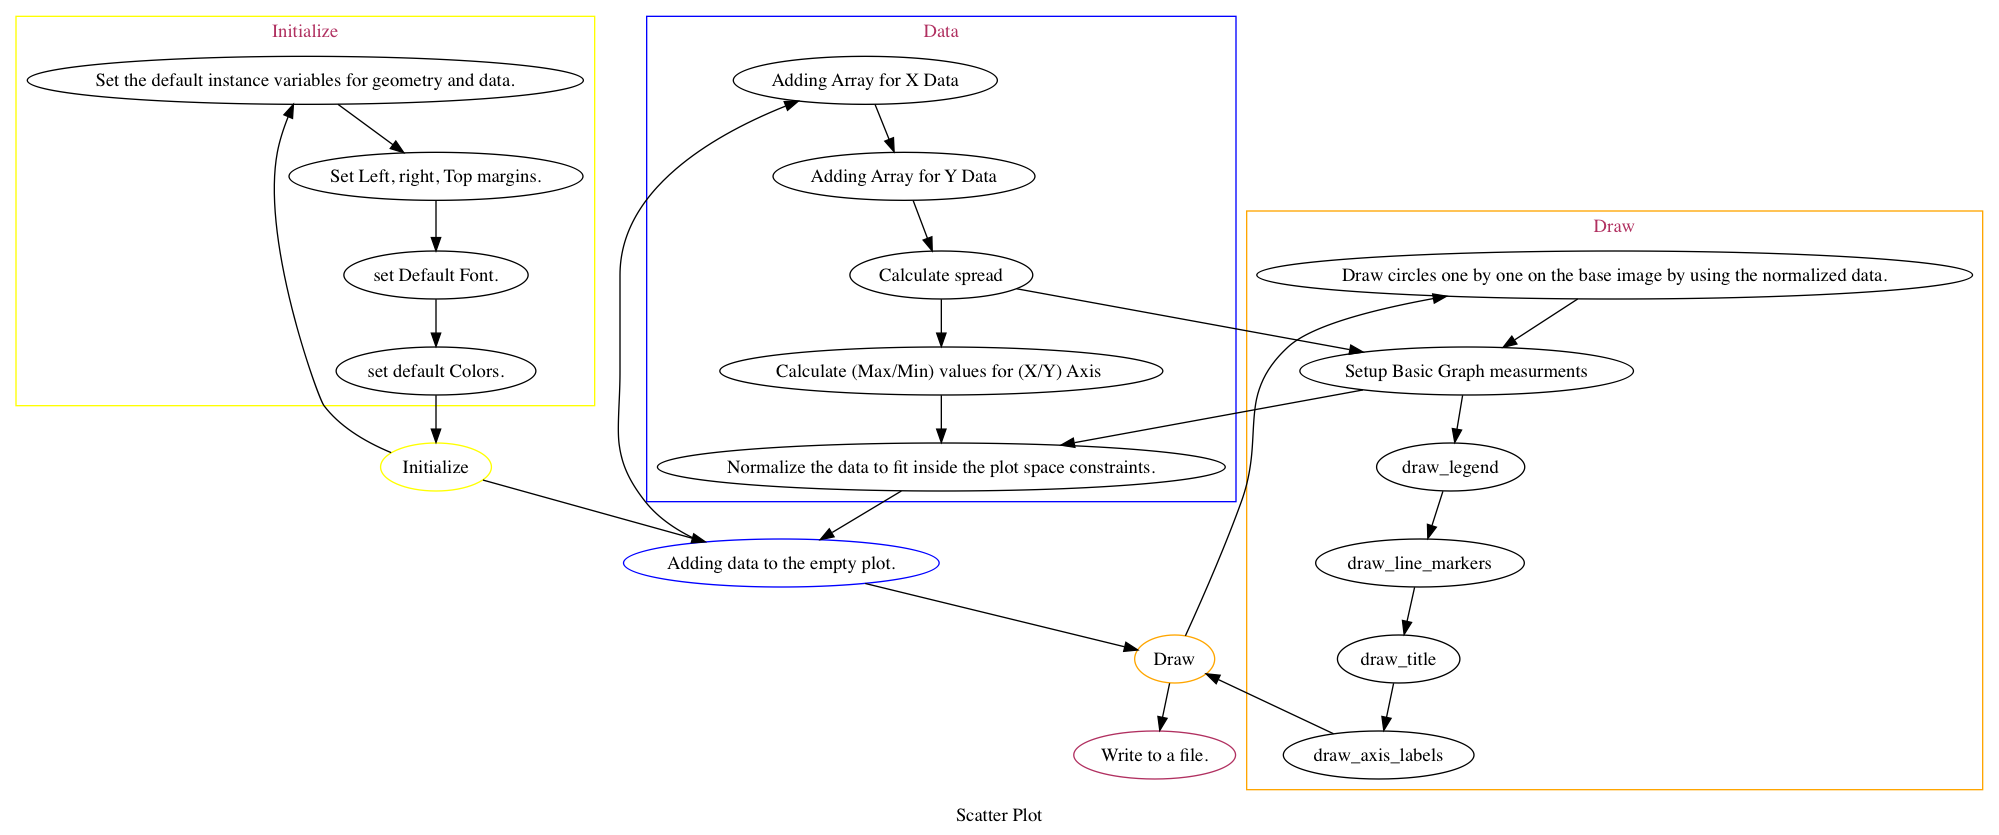 Initialize
Set the default instance variables for geometry and data.
Set Left, right, Top margins.
set Default Font.
set default Colors.
Initialize
Data
Adding Array for X Data
Adding Array for Y Data
Calculate spread
Calculate (Max/Min) values for (X/Y) Axis
Normalize the data to fit inside the plot space constraints.
Adding data to the empty plot.
Draw
Draw circles one by one on the base image by using the normalized data.
Setup Basic Graph measurments
draw_legend
draw_line_markers
draw_title
draw_axis_labels
Draw
Write to a file.
Scatter Plot